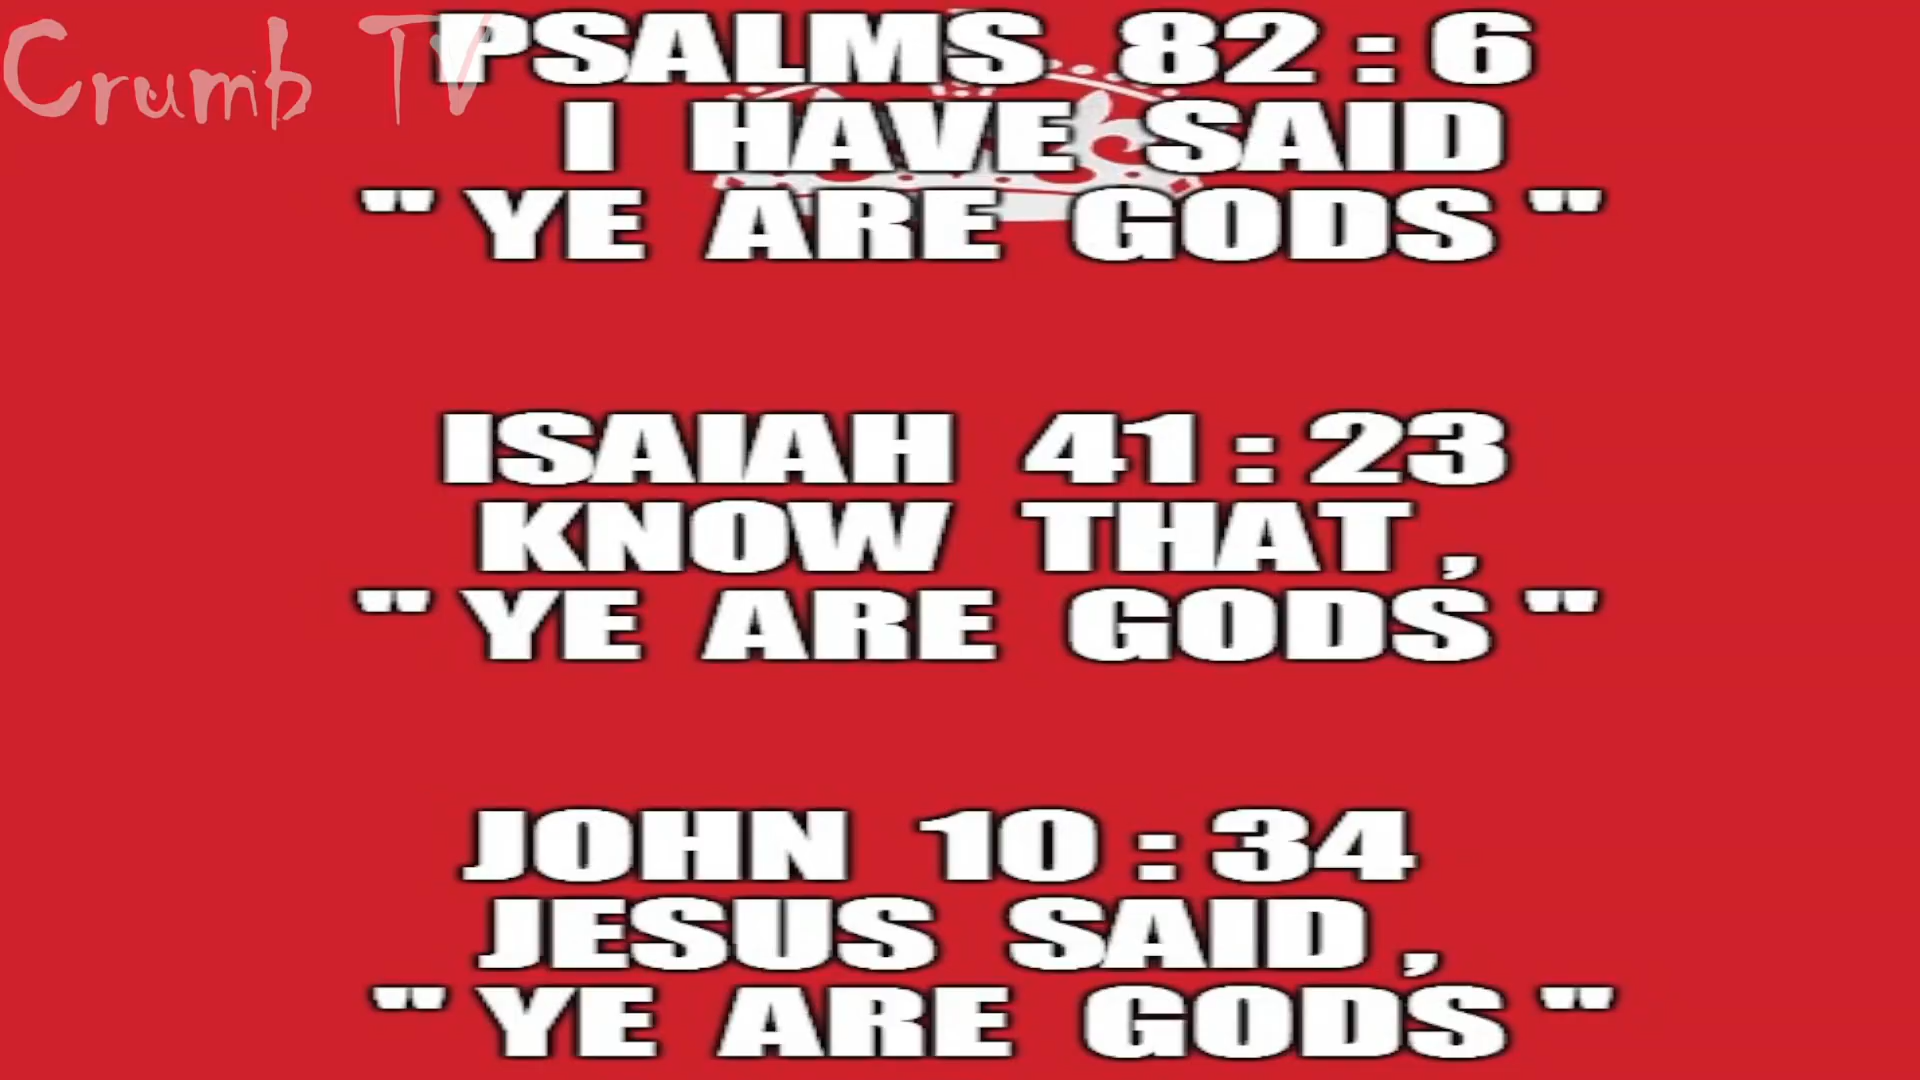 Crumb TV
PSALMS 82:6
I HAVE SAID
"YE ARE GODS"
ISAIAH 41:23
KNOW THAT,
"YE ARE GODS"
JOHN 10:34
JESUS SAID,
"YE ARE GODS"